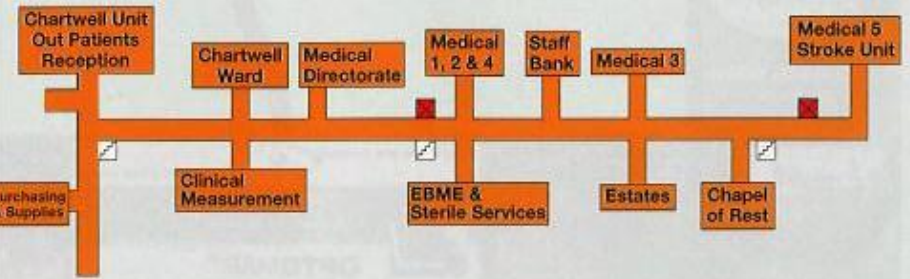 Chartwell Unit
Out Patients
Reception
Chartwell
Ward
Medical
Directorate
Medical
1, 2 & 4
Staff
Bank
Medical 3
Medical 5
Stroke Unit
Clinical
Measurement
EBME &
Sterile Services
Estates
Chapel
of Rest
Supplies